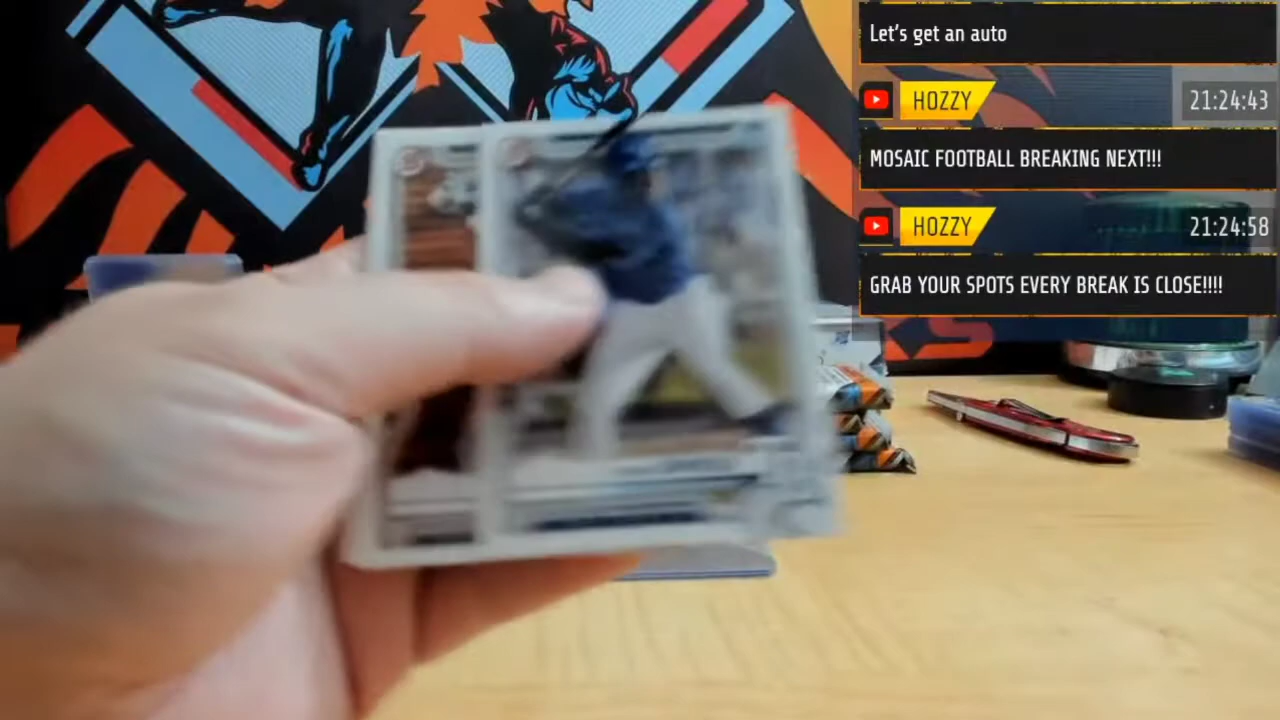 Let's get an auto
HOZZY
21:24:43
MOSAIC FOOTBALL BREAKING NEXT!!!
HOZZY
21:24:58
GRAB YOUR SPOTS EVERY BREAK IS CLOSE!!!!